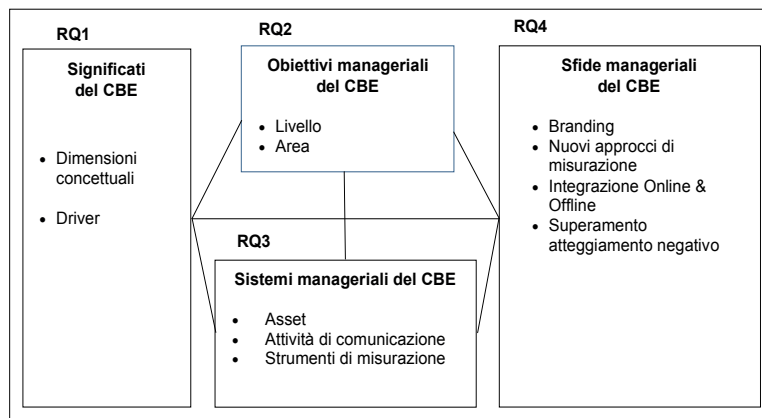 RQ1
Significati
del CBE
Dimensioni
concettuali
Driver
RQ2
Obiettivi manageriali
del CBE
Livello
Area
RQ3
Sistemi manageriali del CBE
Asset
Attività di comunicazione
Strumenti di misurazione
RQ4
Sfide manageriali
del CBE
Branding
Nuovi approcci di
misurazione
Integrazione Online &
Offline
Superamento
atteggiamento negativo